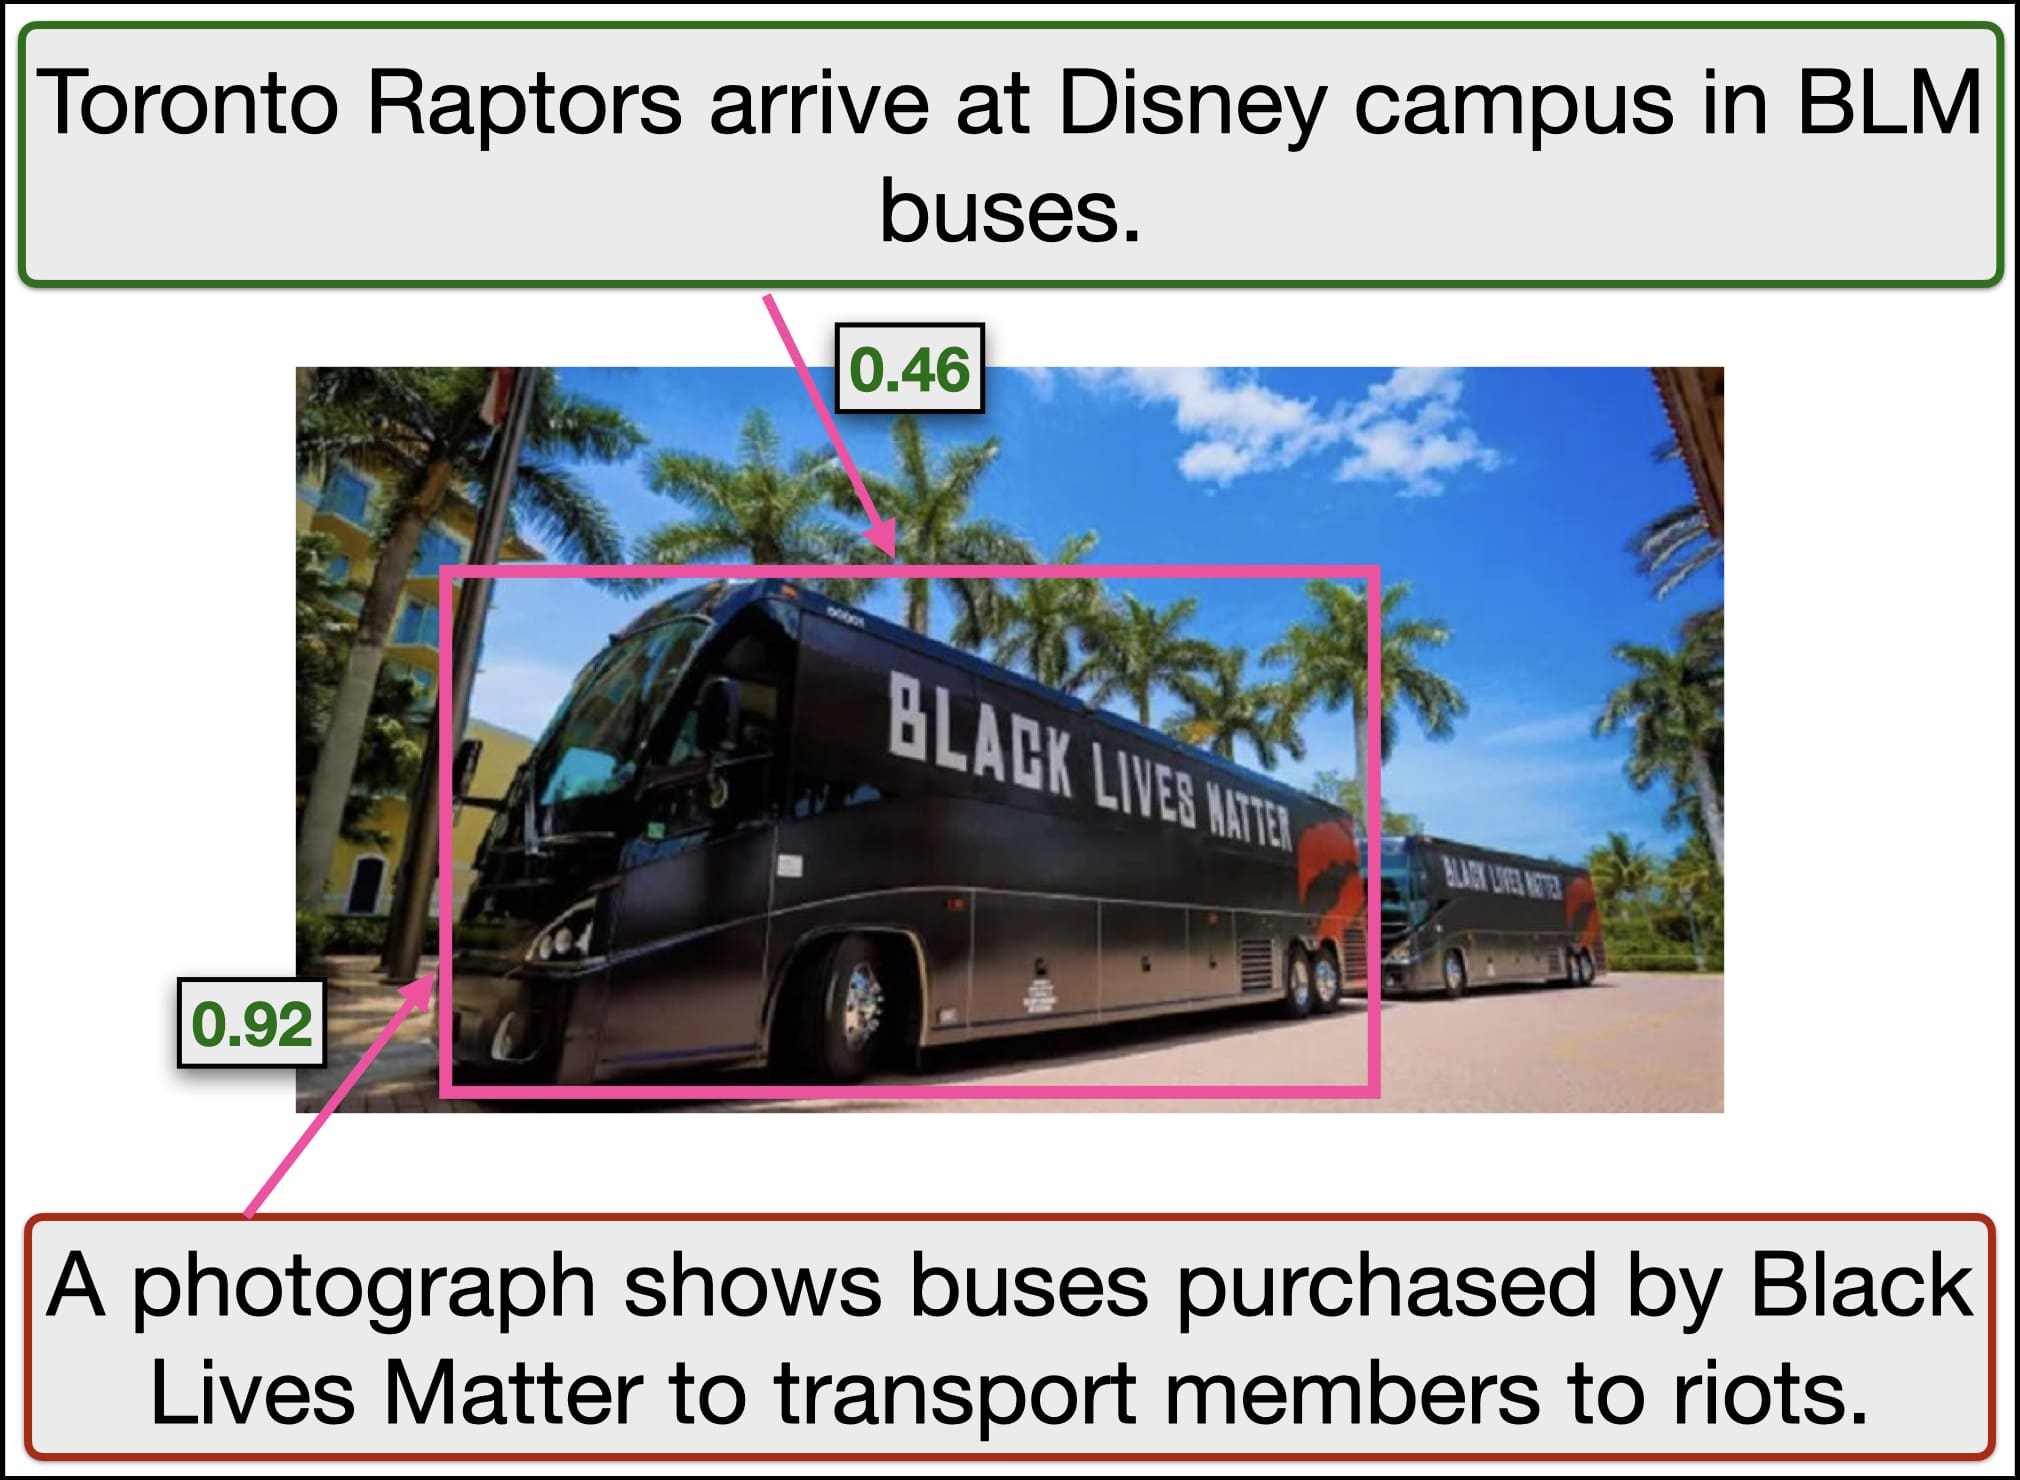 Toronto Raptors arrive at Disney campus in BLM
buses.
0.46
BLACK LIVES MATTER
BLACK LIVES MATTER
0.92
A photograph shows buses purchased by Black
Lives Matter to transport members to riots.